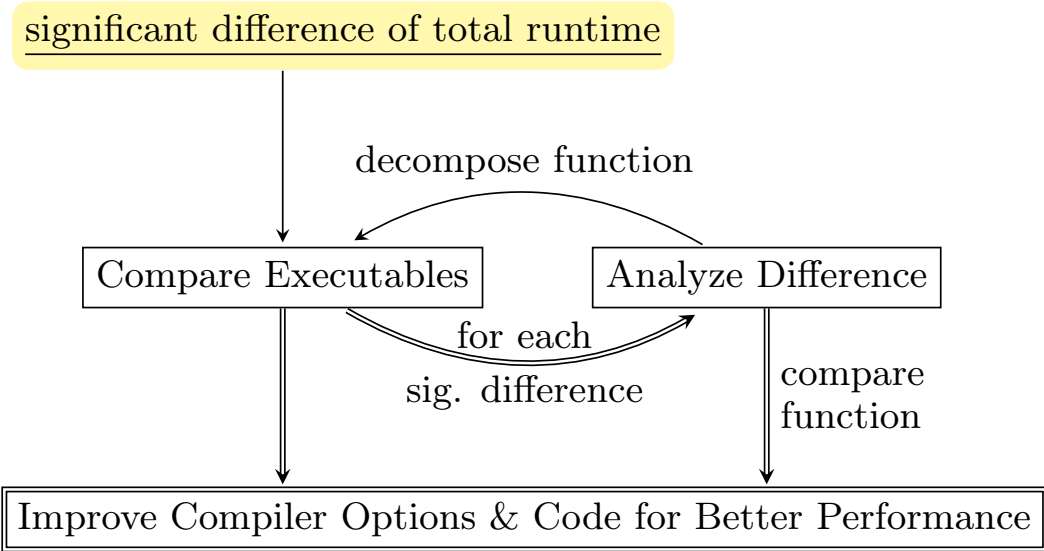 significant difference of total runtime
decompose function
Compare Executables
Analyze Difference
for each
sig. difference
compare
function
Improve Compiler Options & Code for Better Performance